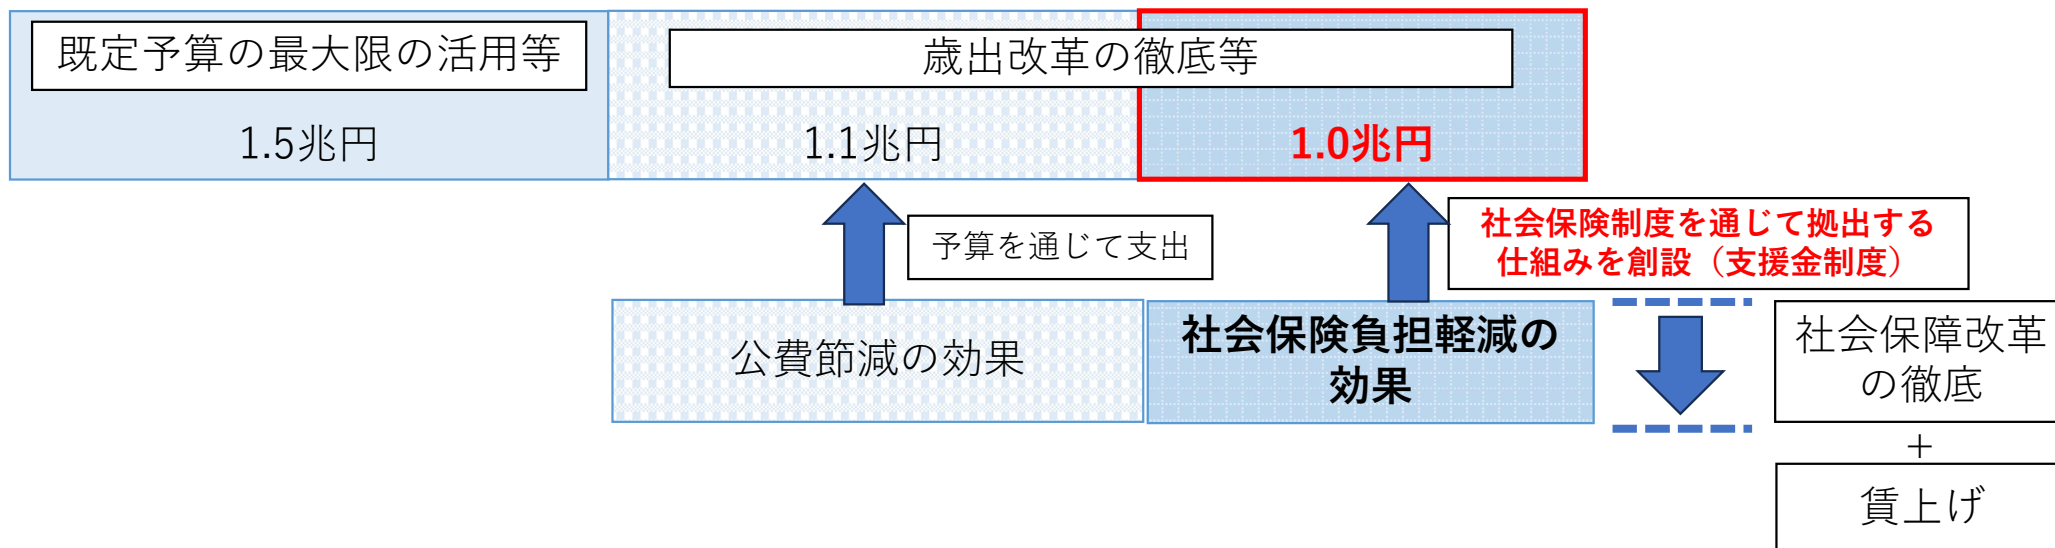 既定予算の最大限の活用等
歳出改革の徹底等
1.5兆円
1.1兆円
1.0兆円
予算を通じて支出
社会保険制度を通じて拠出する
仕組みを創設（支援金制度）
公費節減の効果
社会保険負担軽減の
効果
社会保障改革
の徹底
+
賃上げ